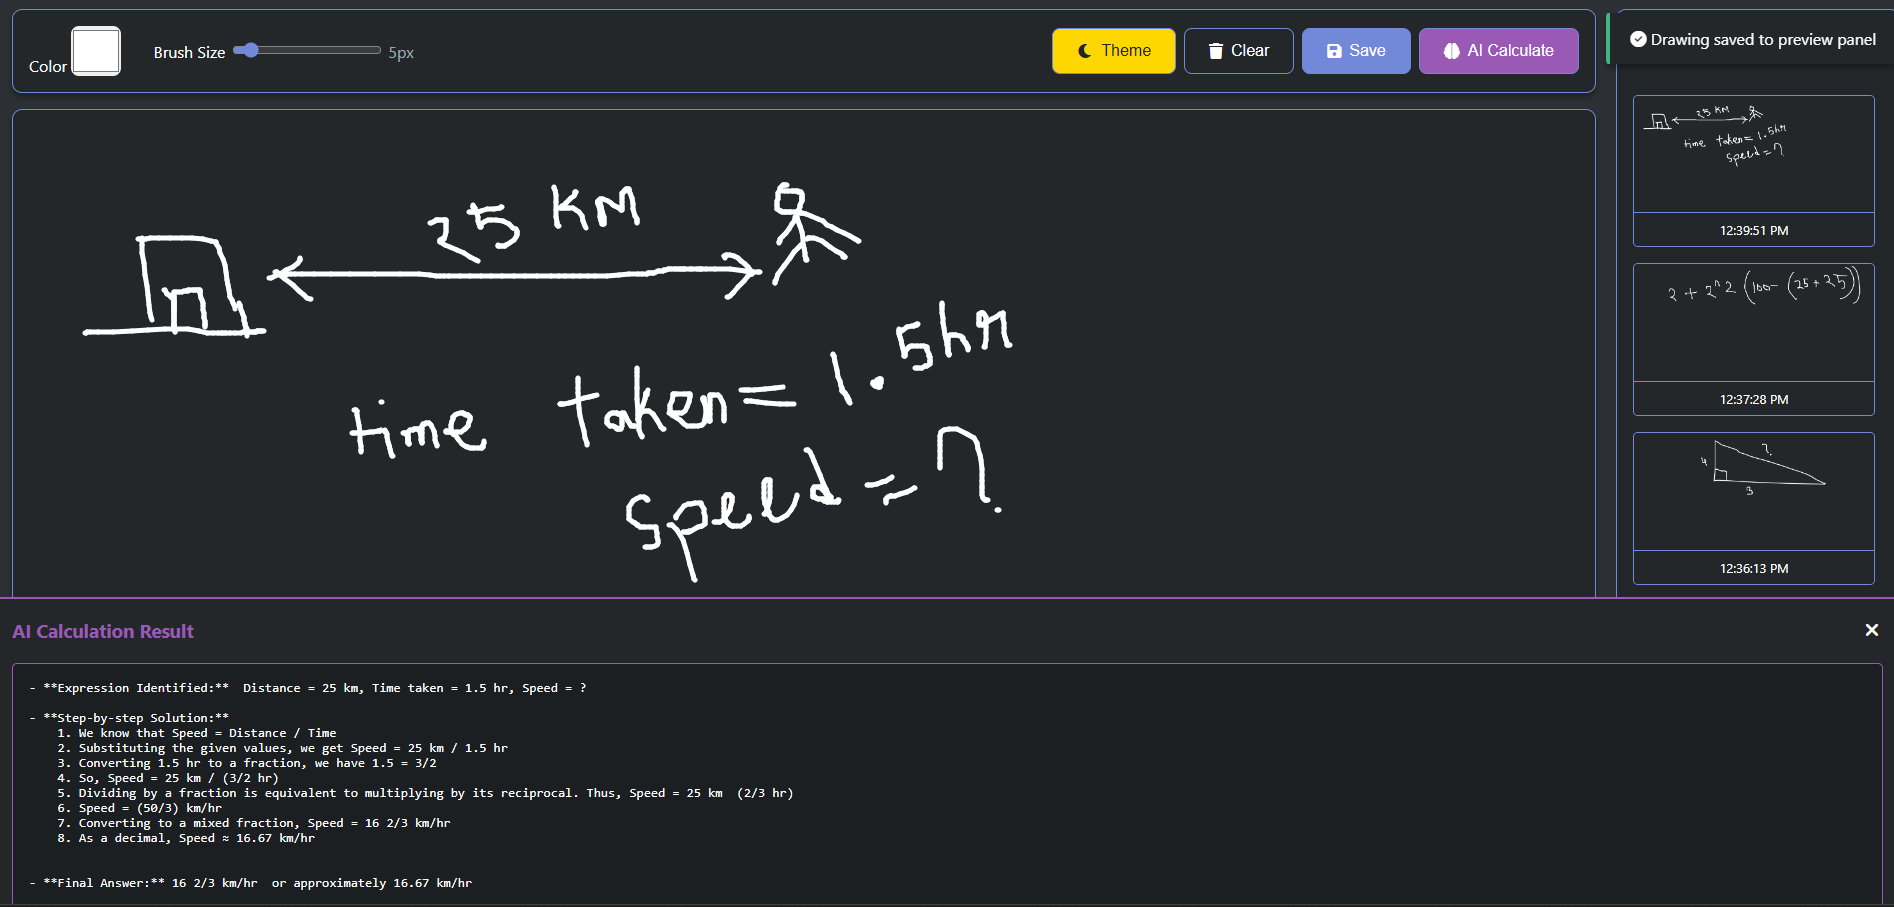 Color
Brush Size
5px
Theme
Clear
Save
AI Calculate
Drawing saved to preview panel
25 KM
time taken = 1.5hr
speed = ?
25 KM
time taken = 1.5hr
speed = ?
12:39:51 PM
2 + 2^2 (100 - (25 + 25))
12:37:28 PM
4
?
3
12:36:13 PM
AI Calculation Result
- **Expression Identified:** Distance = 25 km, Time taken = 1.5 hr, Speed = ?
- **Step-by-step Solution:**
1. We know that Speed = Distance / Time
2. Substituting the given values, we get Speed = 25 km / 1.5 hr
3. Converting 1.5 hr to a fraction, we have 1.5 = 3/2
4. So, Speed = 25 km / (3/2 hr)
5. Dividing by a fraction is equivalent to multiplying by its reciprocal. Thus, Speed = 25 km (2/3 hr)
6. Speed = (50/3) km/hr
7. Converting to a mixed fraction, Speed = 16 2/3 km/hr
8. As a decimal, Speed ≈ 16.67 km/hr
- **Final Answer:** 16 2/3 km/hr or approximately 16.67 km/hr